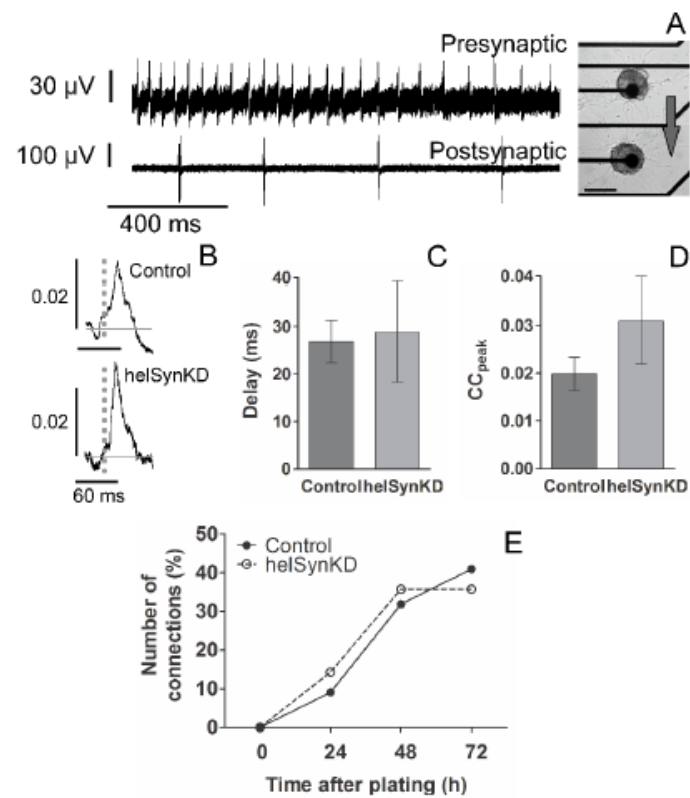 A
Presynaptic
30 µV
100 µV
Postsynaptic
400 ms
B
Control
0.02
helSynKD
0.02
60 ms
C
40
30
20
10
0
Delay (ms)
Control helSynKD
D
0.04
0.03
0.02
0.01
0.00
CCpeak
Control helSynKD
E
Control
helSynKD
50
40
30
20
10
0
Number of
connections (%)
0 24 48 72
Time after plating (h)